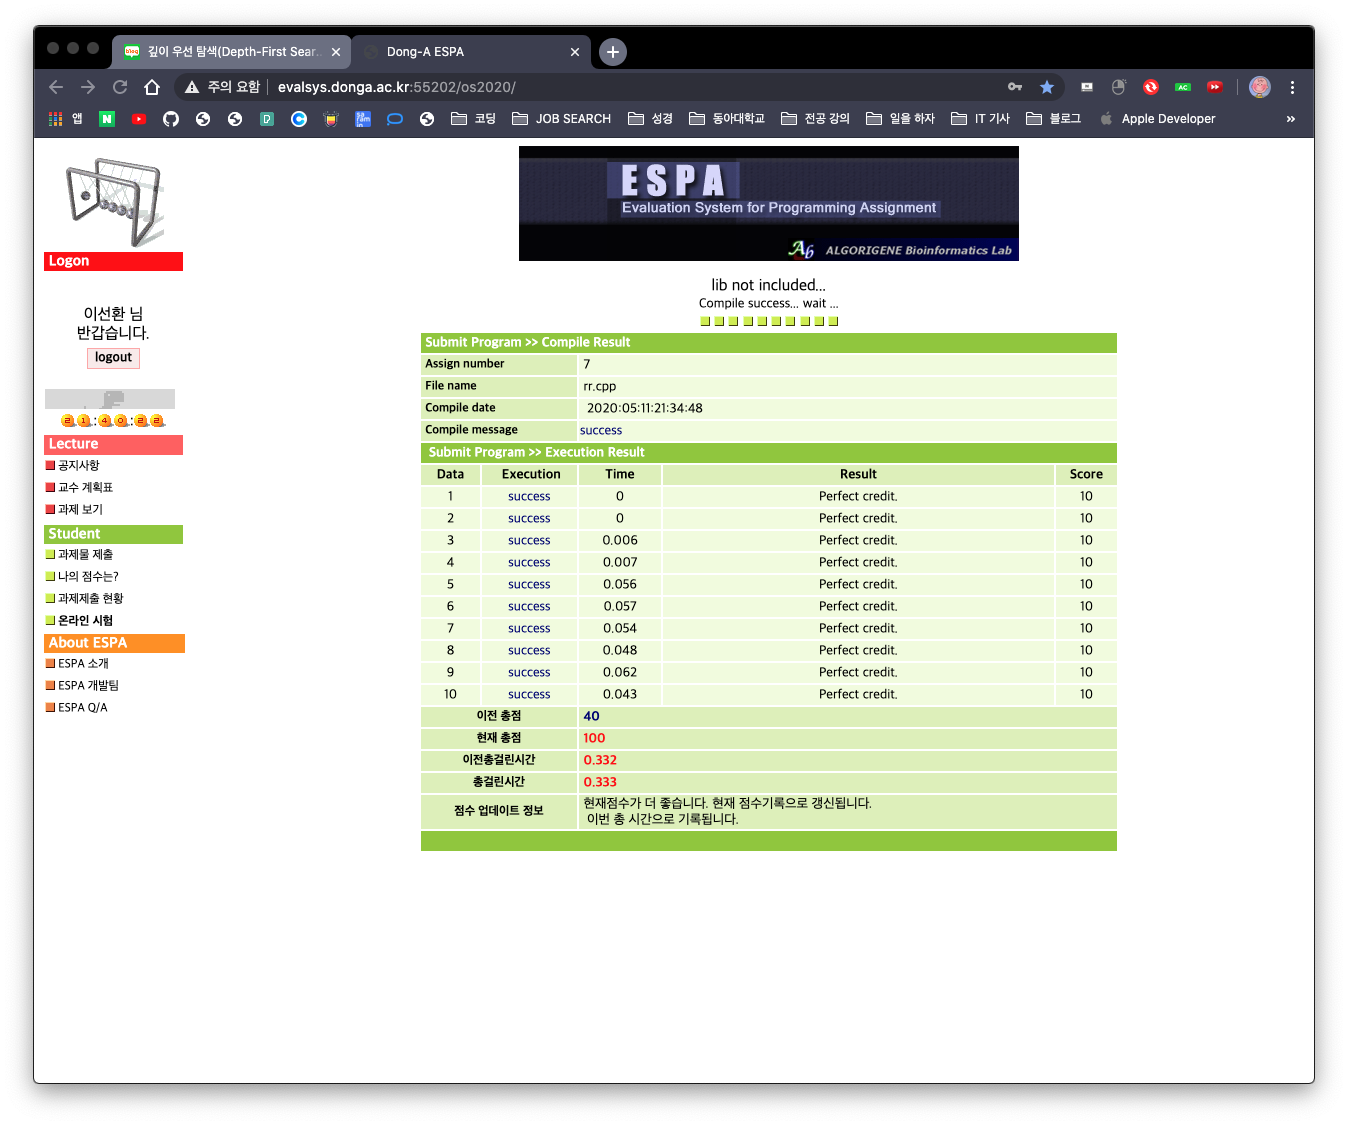 깊이 우선 탐색(Depth-First Sear
Dong-A ESPA
주의 요함 evalsys.donga.ac.kr:55202/os2020/
앱 코딩 JOB SEARCH 성경 동아대학교 전공 강의 일을 하자 IT 기사 블로그 Apple Developer »
Logon
이선환 님
반갑습니다.
logout
21:40:22
Lecture
공지사항
교수 계획표
과제 보기
Student
과제물 제출
나의 점수는?
과제제출 현황
온라인 시험
About ESPA
ESPA 소개
ESPA 개발팀
ESPA Q/A
ESPA
Evaluation System for Programming Assignment
Ab ALGORIGENE Bioinformatics Lab
lib not included...
Compile success... wait ...
Submit Program >> Compile Result
Assign number 7
File name rr.cpp
Compile date 2020:05:11:21:34:48
Compile message success
Submit Program >> Execution Result
Data Execution Time Result Score
1 success 0 Perfect credit. 10
2 success 0 Perfect credit. 10
3 success 0.006 Perfect credit. 10
4 success 0.007 Perfect credit. 10
5 success 0.056 Perfect credit. 10
6 success 0.057 Perfect credit. 10
7 success 0.054 Perfect credit. 10
8 success 0.048 Perfect credit. 10
9 success 0.062 Perfect credit. 10
10 success 0.043 Perfect credit. 10
이전 총점 40
현재 총점 100
이전총걸린시간 0.332
총걸린시간 0.333
점수 업데이트 정보 현재점수가 더 좋습니다. 현재 점수기록으로 갱신됩니다.
이번 총 시간으로 기록됩니다.